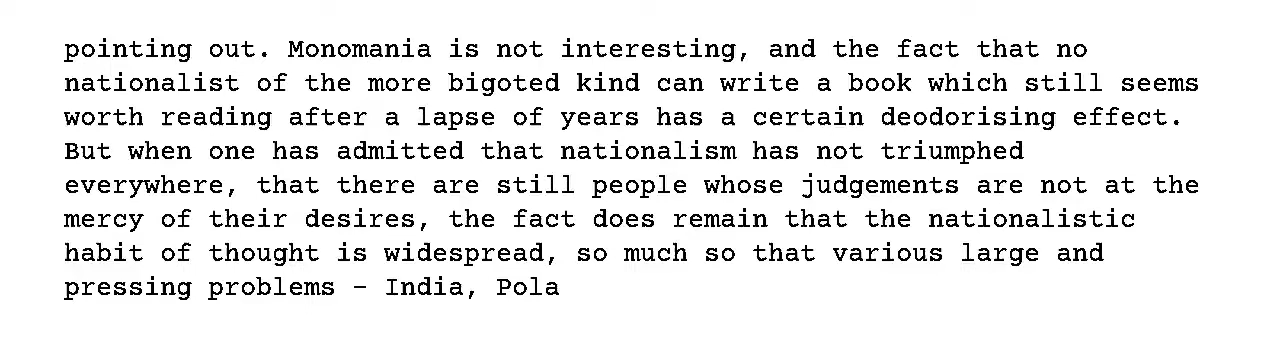 pointing out. Monomania is not interesting, and the fact that no
nationalist of the more bigoted kind can write a book which still seems
worth reading after a lapse of years has a certain deodorising effect.
But when one has admitted that nationalism has not triumphed
everywhere, that there are still people whose judgements are not at the
mercy of their desires, the fact does remain that the nationalistic
habit of thought is widespread, so much so that various large and
pressing problems – India, Pola